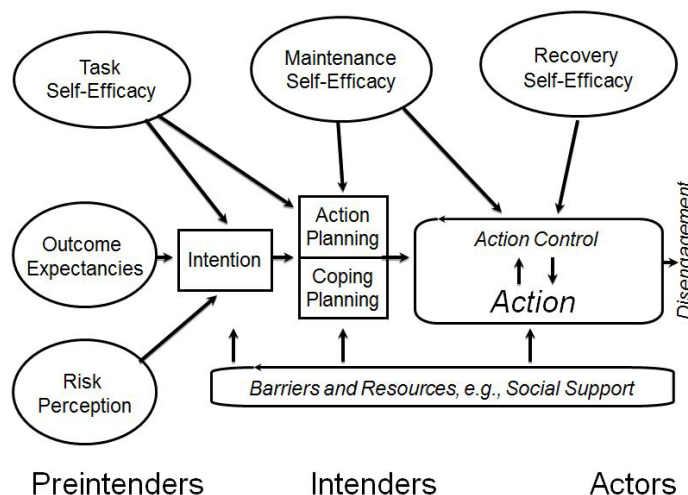 Task
Self-Efficacy
Maintenance
Self-Efficacy
Recovery
Self-Efficacy
Outcome
Expectancies
Intention
Action
Planning
Coping
Planning
Action Control
Action
Disengagement
Risk
Perception
Barriers and Resources, e.g., Social Support
Preintenders
Intenders
Actors